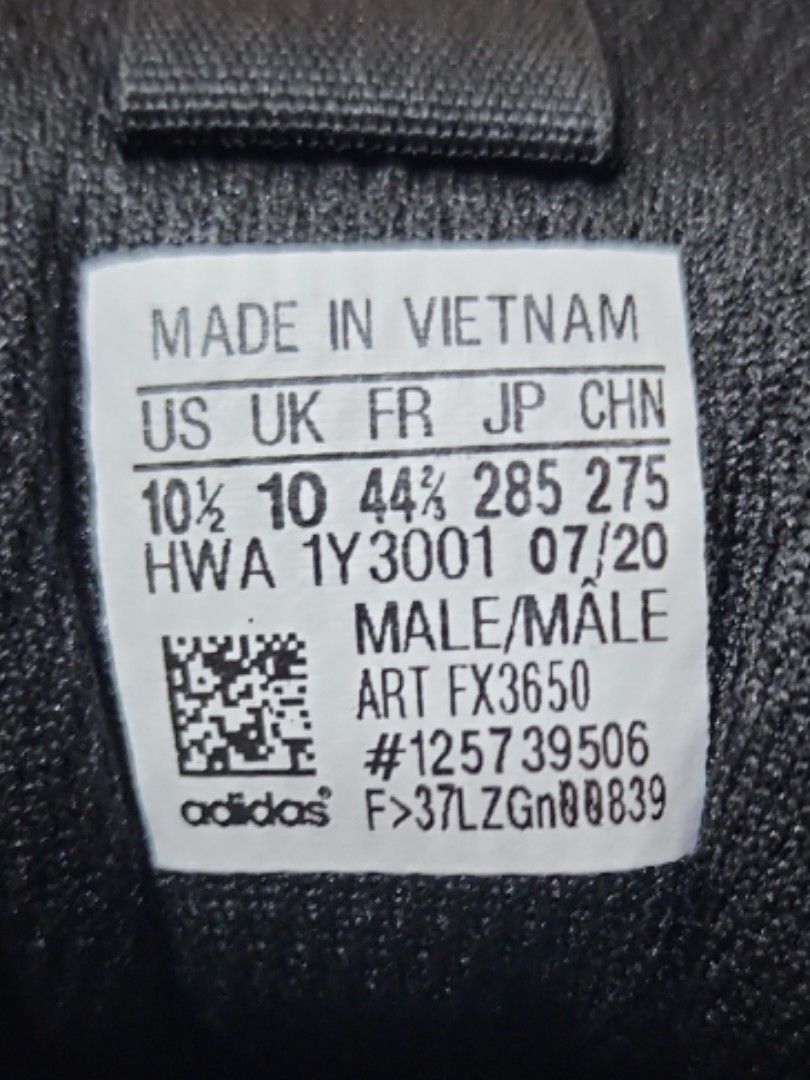 MADE IN VIETNAM
US UK FR JP CHN
10½ 10 44⅔ 285 275
HWA 1Y3001 07/20
MALE/MÂLE
ART FX3650
#125739506
adidas® F>37LZGn00839